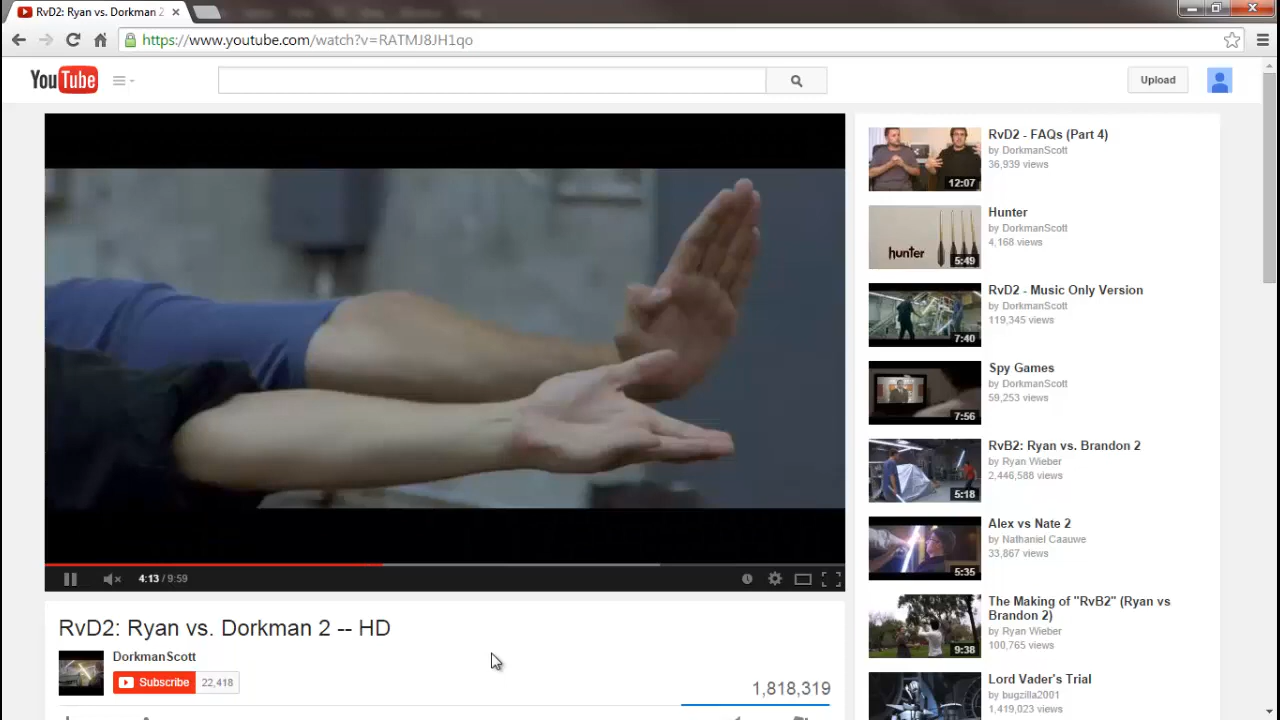 RvD2: Ryan vs. Dorkman 2
https://www.youtube.com/watch?v=RATMJ8JH1qo
YouTube
Upload
4:13 / 9:59
RvD2: Ryan vs. Dorkman 2 -- HD
DorkmanScott
Subscribe 22,418
1,818,319
12:07
RvD2 - FAQs (Part 4)
by DorkmanScott
36,939 views
hunter
5:49
Hunter
by DorkmanScott
4,168 views
7:40
RvD2 - Music Only Version
by DorkmanScott
119,345 views
7:56
Spy Games
by DorkmanScott
59,253 views
5:18
RvB2: Ryan vs. Brandon 2
by Ryan Wieber
2,446,588 views
5:35
Alex vs Nate 2
by Nathaniel Caauwe
33,867 views
9:38
The Making of "RvB2" (Ryan vs
Brandon 2)
by Ryan Wieber
100,765 views
Lord Vader's Trial
by bugzilla2001
1,419,023 views